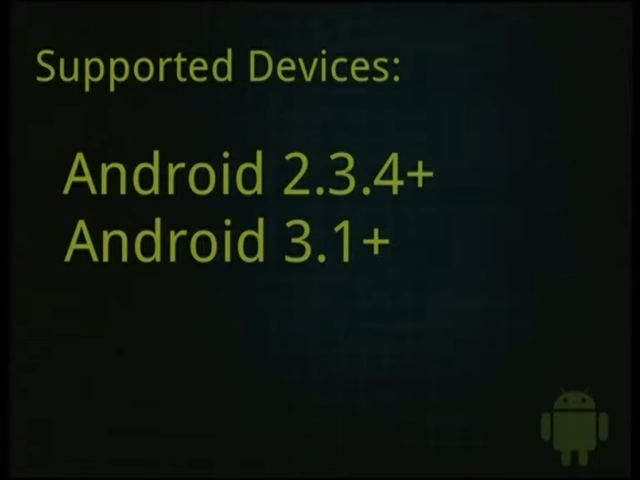 Supported Devices:
Android 2.3.4+
Android 3.1+